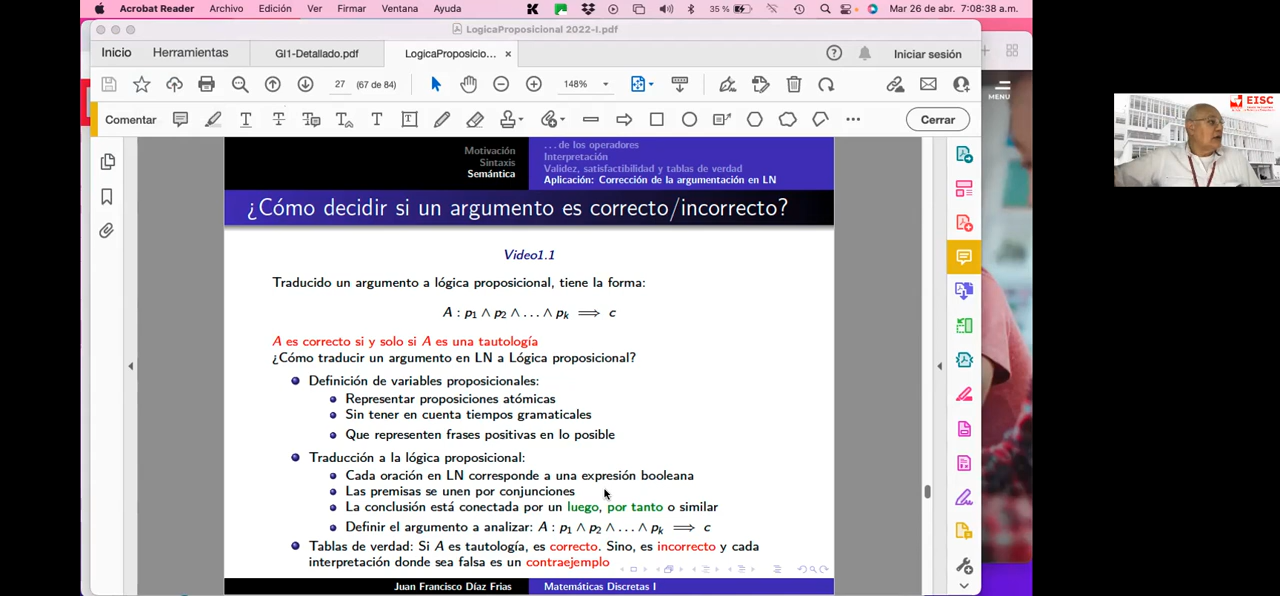 Acrobat Reader Archivo Edición Ver Firmar Ventana Ayuda 35 % Mar 26 de abr. 7:08:38 a.m.
LogicaProposicional 2022-I.pdf
Inicio Herramientas GI1-Detallado.pdf LogicaProposicio... × Iniciar sesión
27 (67 de 84) 148%
MENU
EISC
Comentar Cerrar
Motivación
Sintaxis
Semántica
. . . de los operadores
Interpretación
Validez, satisfactibilidad y tablas de verdad
Aplicación: Corrección de la argumentación en LN
¿Cómo decidir si un argumento es correcto/incorrecto?
Video1.1
Traducido un argumento a lógica proposicional, tiene la forma:
A : p₁ ∧ p₂ ∧ . . . ∧ pₖ ⟹ c
A es correcto si y solo si A es una tautología
¿Cómo traducir un argumento en LN a Lógica proposicional?
Definición de variables proposicionales:
Representar proposiciones atómicas
Sin tener en cuenta tiempos gramaticales
Que representen frases positivas en lo posible
Traducción a la lógica proposicional:
Cada oración en LN corresponde a una expresión booleana
Las premisas se unen por conjunciones
La conclusión está conectada por un luego, por tanto o similar
Definir el argumento a analizar: A : p₁ ∧ p₂ ∧ . . . ∧ pₖ ⟹ c
Tablas de verdad: Si A es tautología, es correcto. Sino, es incorrecto y cada
interpretación donde sea falsa es un contraejemplo
Juan Francisco Díaz Frias Matemáticas Discretas I